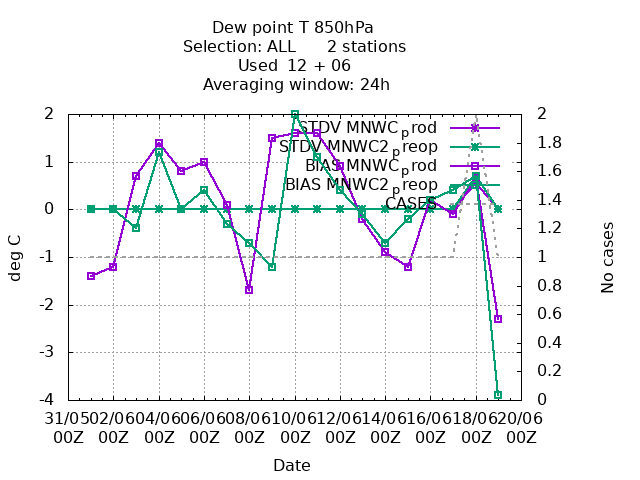 Dew point T 850hPa
Selection: ALL 2 stations
Used 12 + 06
Averaging window: 24h
STDV MNWC_prod
STDV MNWC2_preop
BIAS MNWC_prod
BIAS MNWC2_preop
CASES
2
1
0
-1
-2
-3
-4
deg C
2
1.8
1.6
1.4
1.2
1
0.8
0.6
0.4
0.2
0
No cases
31/05 02/06 04/06 06/06 08/06 10/06 12/06 14/06 16/06 18/06 20/06
00Z 00Z 00Z 00Z 00Z 00Z 00Z 00Z 00Z 00Z 00Z
Date